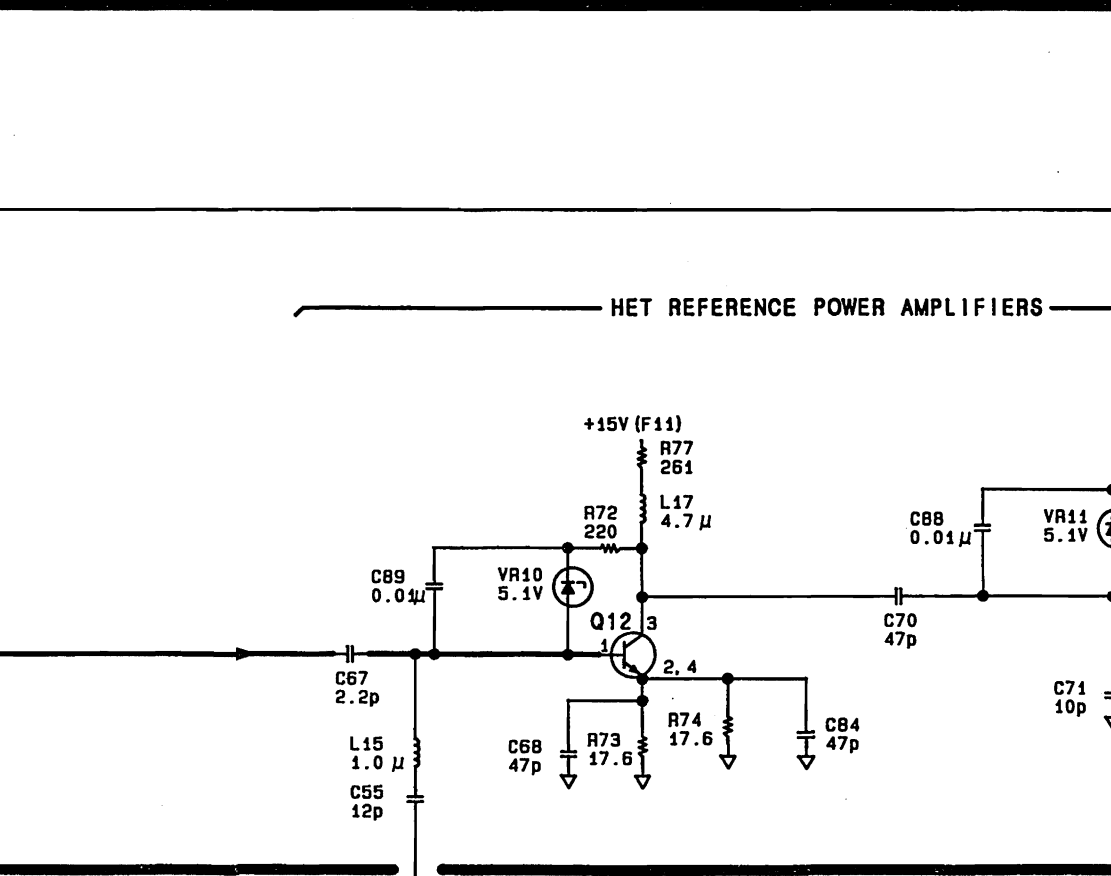 HET REFERENCE POWER AMPLIFIERS
+15V (F11)
R77
261
L17
4.7 μ
R72
220
C88
0.01μ
VR11
5.1V
C89
0.01μ
VR10
5.1V
Q12
3
1
2, 4
C70
47p
C67
2.2p
C71
10p
R74
17.6
C84
47p
C68
47p
R73
17.6
L15
1.0 μ
C55
12p